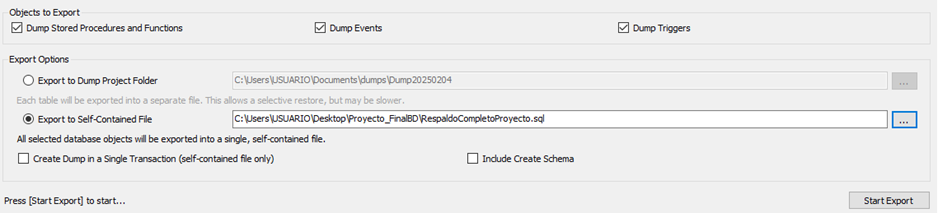 Objects to Export
Dump Stored Procedures and Functions Dump Events Dump Triggers
Export Options
Export to Dump Project Folder C:\Users\USUARIO\Documents\dumps\Dump20250204 ...
Each table will be exported into a separate file. This allows a selective restore, but may be slower.
Export to Self-Contained File C:\Users\USUARIO\Desktop\Proyecto_FinalBD\RespaldoCompletoProyecto.sql ...
All selected database objects will be exported into a single, self-contained file.
Create Dump in a Single Transaction (self-contained file only) Include Create Schema
Press [Start Export] to start... Start Export